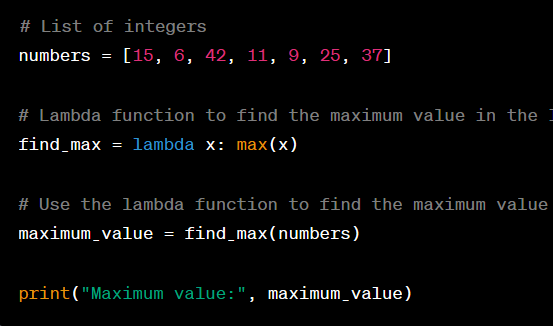 # List of integers
numbers = [15, 6, 42, 11, 9, 25, 37]
# Lambda function to find the maximum value in the
find_max = lambda x: max(x)
# Use the lambda function to find the maximum value
maximum_value = find_max(numbers)
print("Maximum value:", maximum_value)